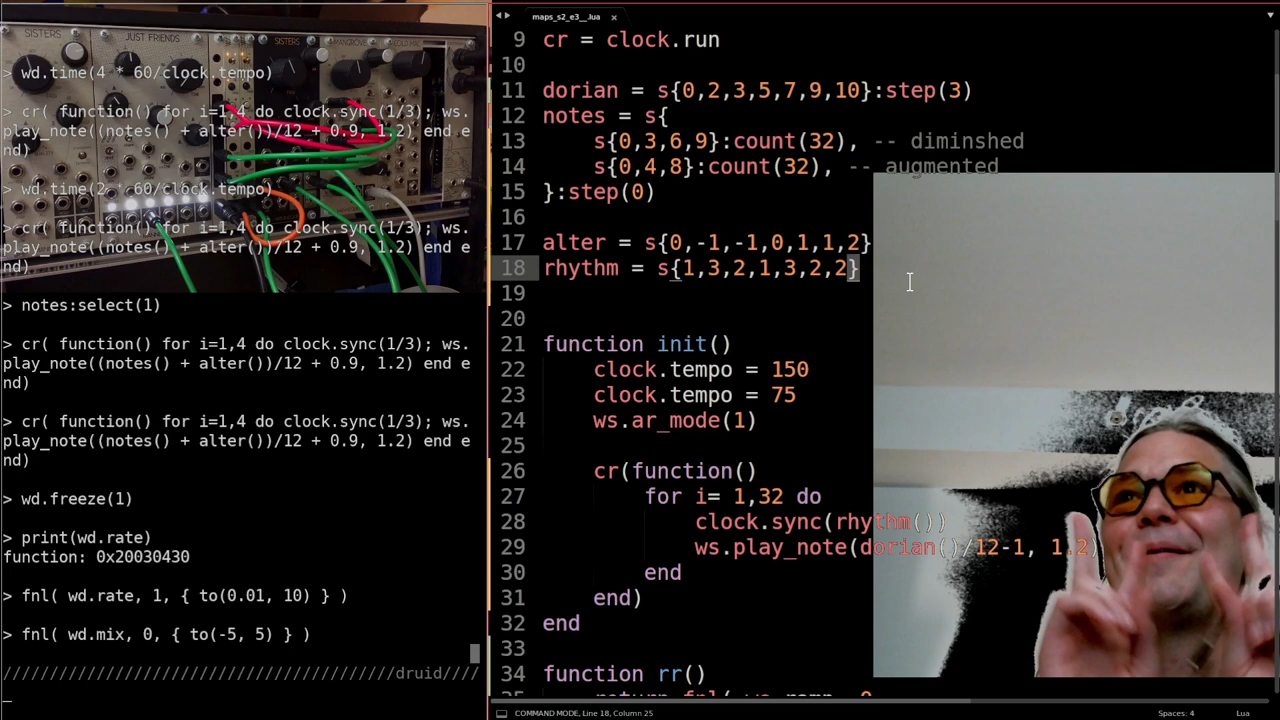 SISTERS
JUST FRIENDS
SISTERS
MANGROVE
> wd.time(4 * 60/clock.tempo)
> cr( function() for i=1,4 do clock.sync(1/3); ws.
play_note((notes() + alter())/12 + 0.9, 1.2) end e
nd)
> wd.time(2 * 60/clock.tempo)
> cr( function() for i=1,4 do clock.sync(1/3); ws.
play_note((notes() + alter())/12 + 0.9, 1.2) end e
nd)
> notes:select(1)
> cr( function() for i=1,4 do clock.sync(1/3); ws.
play_note((notes() + alter())/12 + 0.9, 1.2) end e
nd)
> cr( function() for i=1,4 do clock.sync(1/3); ws.
play_note((notes() + alter())/12 + 0.9, 1.2) end e
nd)
> wd.freeze(1)
> print(wd.rate)
function: 0x20030430
> fnl( wd.rate, 1, { to(0.01, 10) } )
> fnl( wd.mix, 0, { to(-5, 5) } )
//////////////////////////////////////////druid////
maps_s2_e3__.lua
9 cr = clock.run
10
11 dorian = s{0,2,3,5,7,9,10}:step(3)
12 notes = s{
13 s{0,3,6,9}:count(32), -- diminshed
14 s{0,4,8}:count(32), -- augmented
15 }:step(0)
16
17 alter = s{0,-1,-1,0,1,1,2}
18 rhythm = s{1,3,2,1,3,2,2}
19
20
21 function init()
22 clock.tempo = 150
23 clock.tempo = 75
24 ws.ar_mode(1)
25
26 cr(function()
27 for i= 1,32 do
28 clock.sync(rhythm())
29 ws.play_note(dorian()/12-1, 1.2)
30 end
31 end)
32 end
33
34 function rr()
COMMAND MODE, Line 18, Column 25
Spaces: 4
Lua